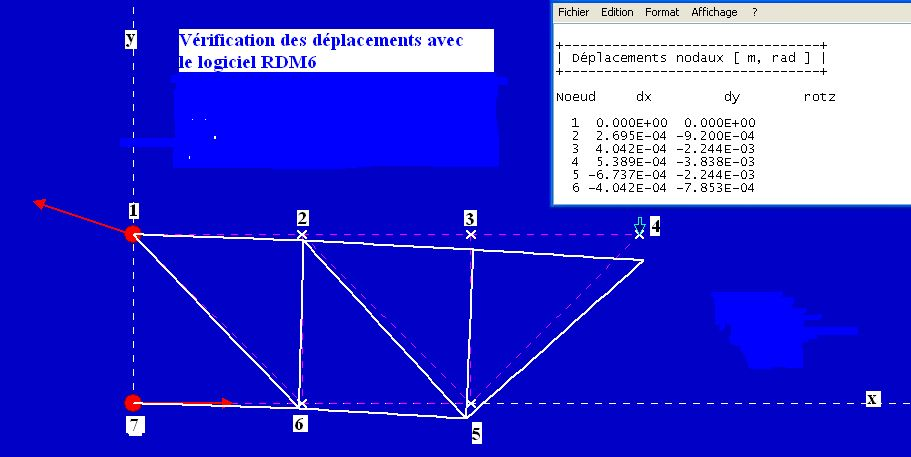 Fichier Edition Format Affichage ?
y
Vérification des déplacements avec
le logiciel RDM6
+--------------------------------+
| Déplacements nodaux [ m, rad ] |
+--------------------------------+
Noeud dx dy rotz
1 0.000E+00 0.000E+00
2 2.695E-04 -9.200E-04
3 4.042E-04 -2.244E-03
4 5.389E-04 -3.838E-03
5 -6.737E-04 -2.244E-03
6 -4.042E-04 -7.853E-04
1 2 3 4
x
7 6 5